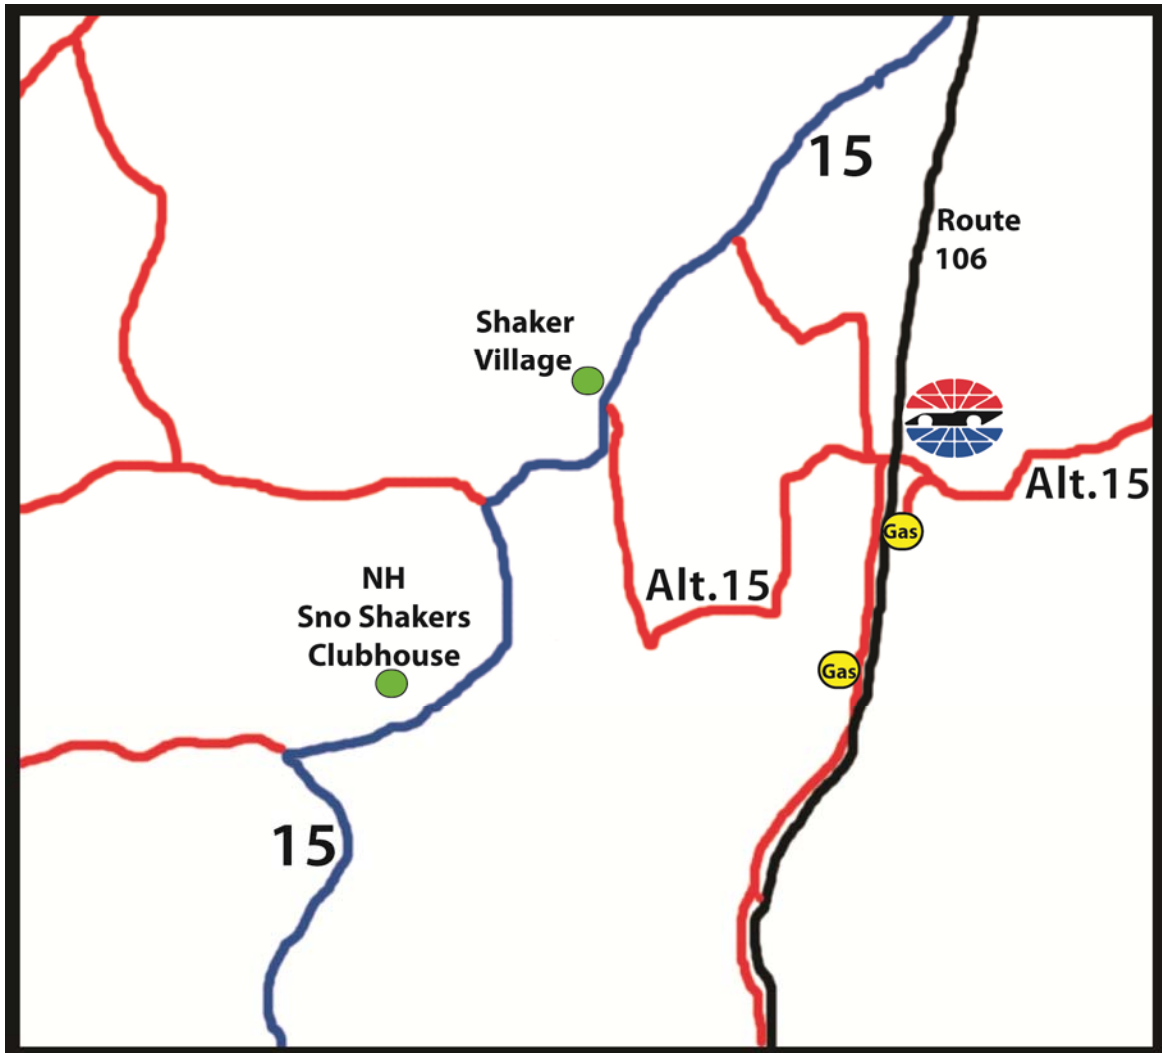 15
Route
106
Shaker
Village
Alt.15
Gas
NH
Sno Shakers
Clubhouse
Alt.15
Gas
15